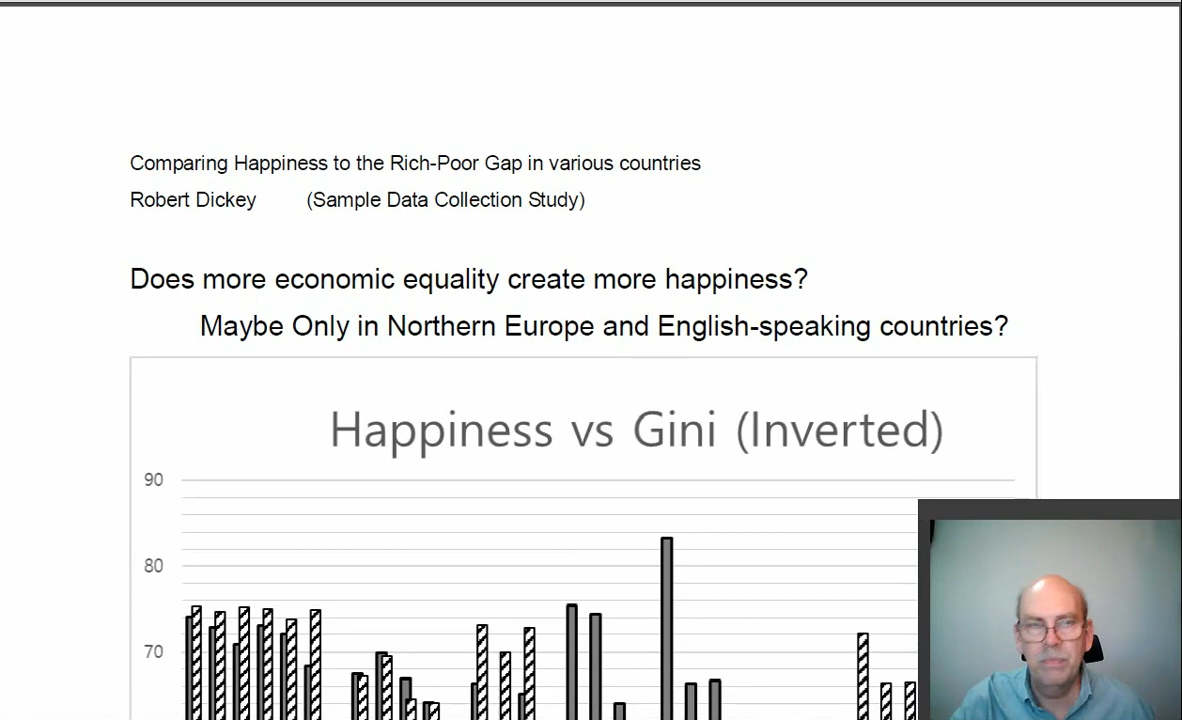 Comparing Happiness to the Rich-Poor Gap in various countries
Robert Dickey (Sample Data Collection Study)
Does more economic equality create more happiness?
Maybe Only in Northern Europe and English-speaking countries?
Happiness vs Gini (Inverted)
90
80
70